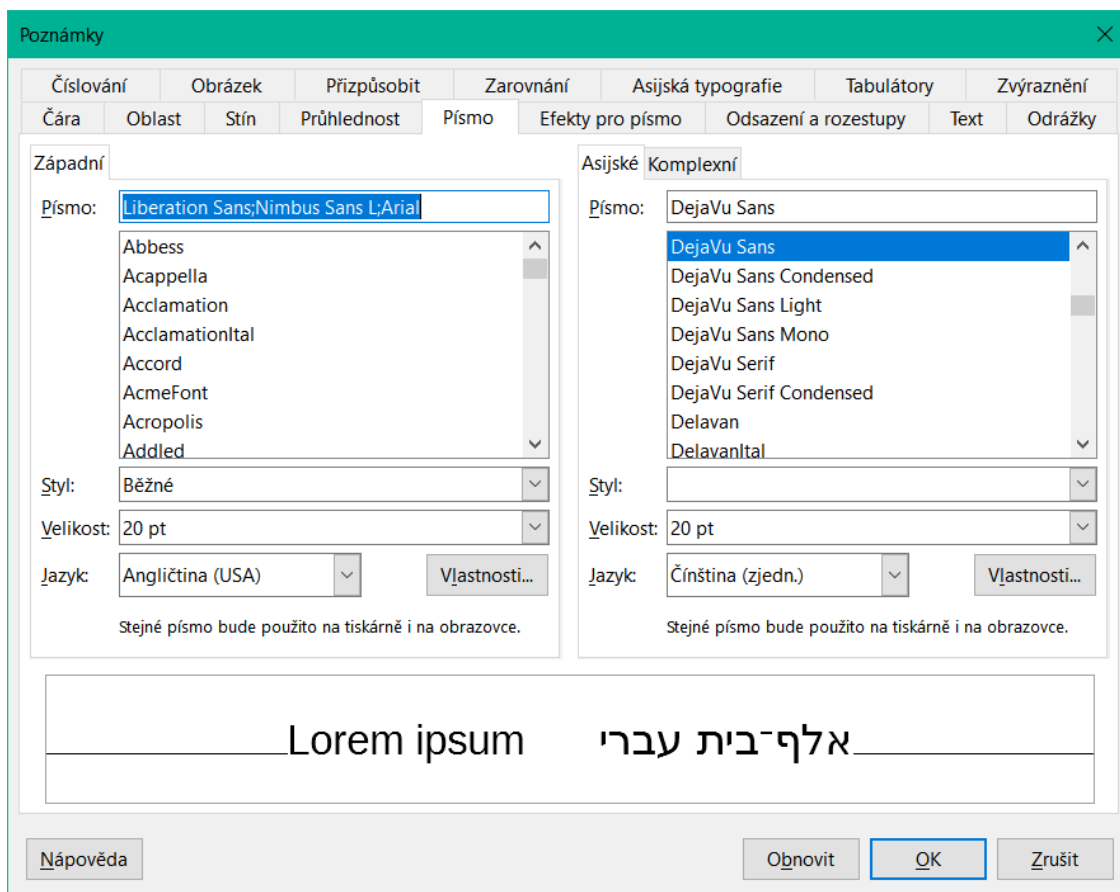 Poznámky
Číslování Obrázek Přizpůsobit Zarovnání Asijská typografie Tabulátory Zvýraznění
Čára Oblast Stín Průhlednost Písmo Efekty pro písmo Odsazení a rozestupy Text Odrážky
Západní
Písmo: Liberation Sans;Nimbus Sans L;Arial
Abbess
Acappella
Acclamation
AcclamationItal
Accord
AcmeFont
Acropolis
Addled
Styl: Běžné
Velikost: 20 pt
Jazyk: Angličtina (USA) Vlastnosti...
Stejné písmo bude použito na tiskárně i na obrazovce.
Asijské Komplexní
Písmo: DejaVu Sans
DejaVu Sans
DejaVu Sans Condensed
DejaVu Sans Light
DejaVu Sans Mono
DejaVu Serif
DejaVu Serif Condensed
Delavan
DelavanItal
Styl:
Velikost: 20 pt
Jazyk: Čínština (zjedn.) Vlastnosti...
Stejné písmo bude použito na tiskárně i na obrazovce.
Lorem ipsum אלף־בית עברי
Nápověda Obnovit OK Zrušit